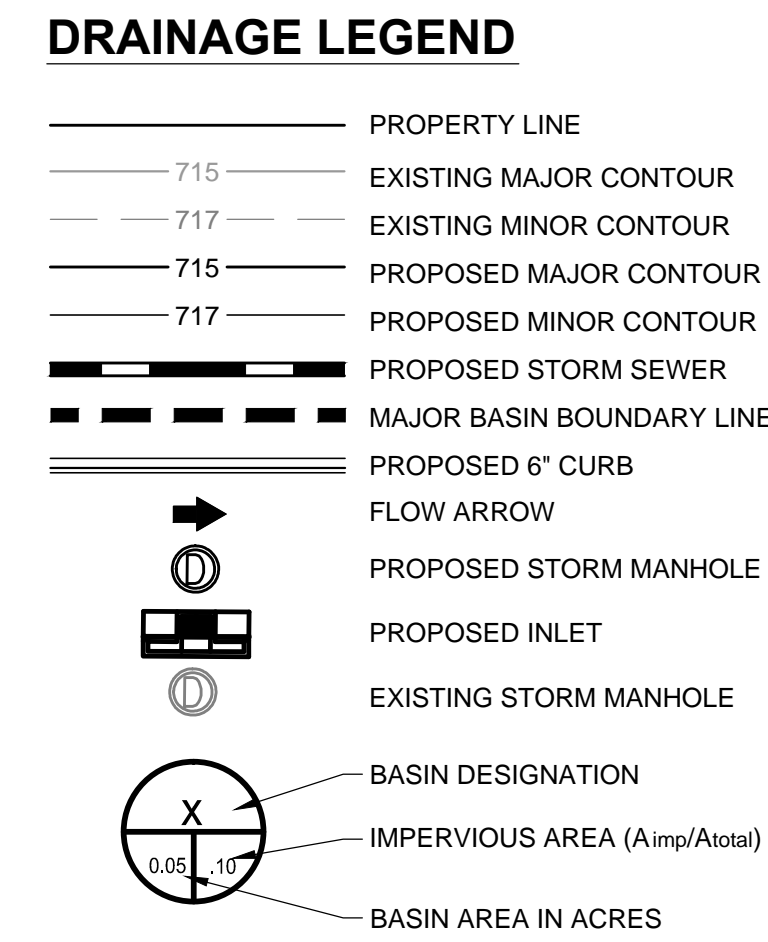 DRAINAGE LEGEND
PROPERTY LINE
715 EXISTING MAJOR CONTOUR
717 EXISTING MINOR CONTOUR
715 PROPOSED MAJOR CONTOUR
717 PROPOSED MINOR CONTOUR
PROPOSED STORM SEWER
MAJOR BASIN BOUNDARY LINE
PROPOSED 6" CURB
FLOW ARROW
D PROPOSED STORM MANHOLE
PROPOSED INLET
D EXISTING STORM MANHOLE
BASIN DESIGNATION
X
IMPERVIOUS AREA (Aimp/Atotal)
0.05 .10
BASIN AREA IN ACRES